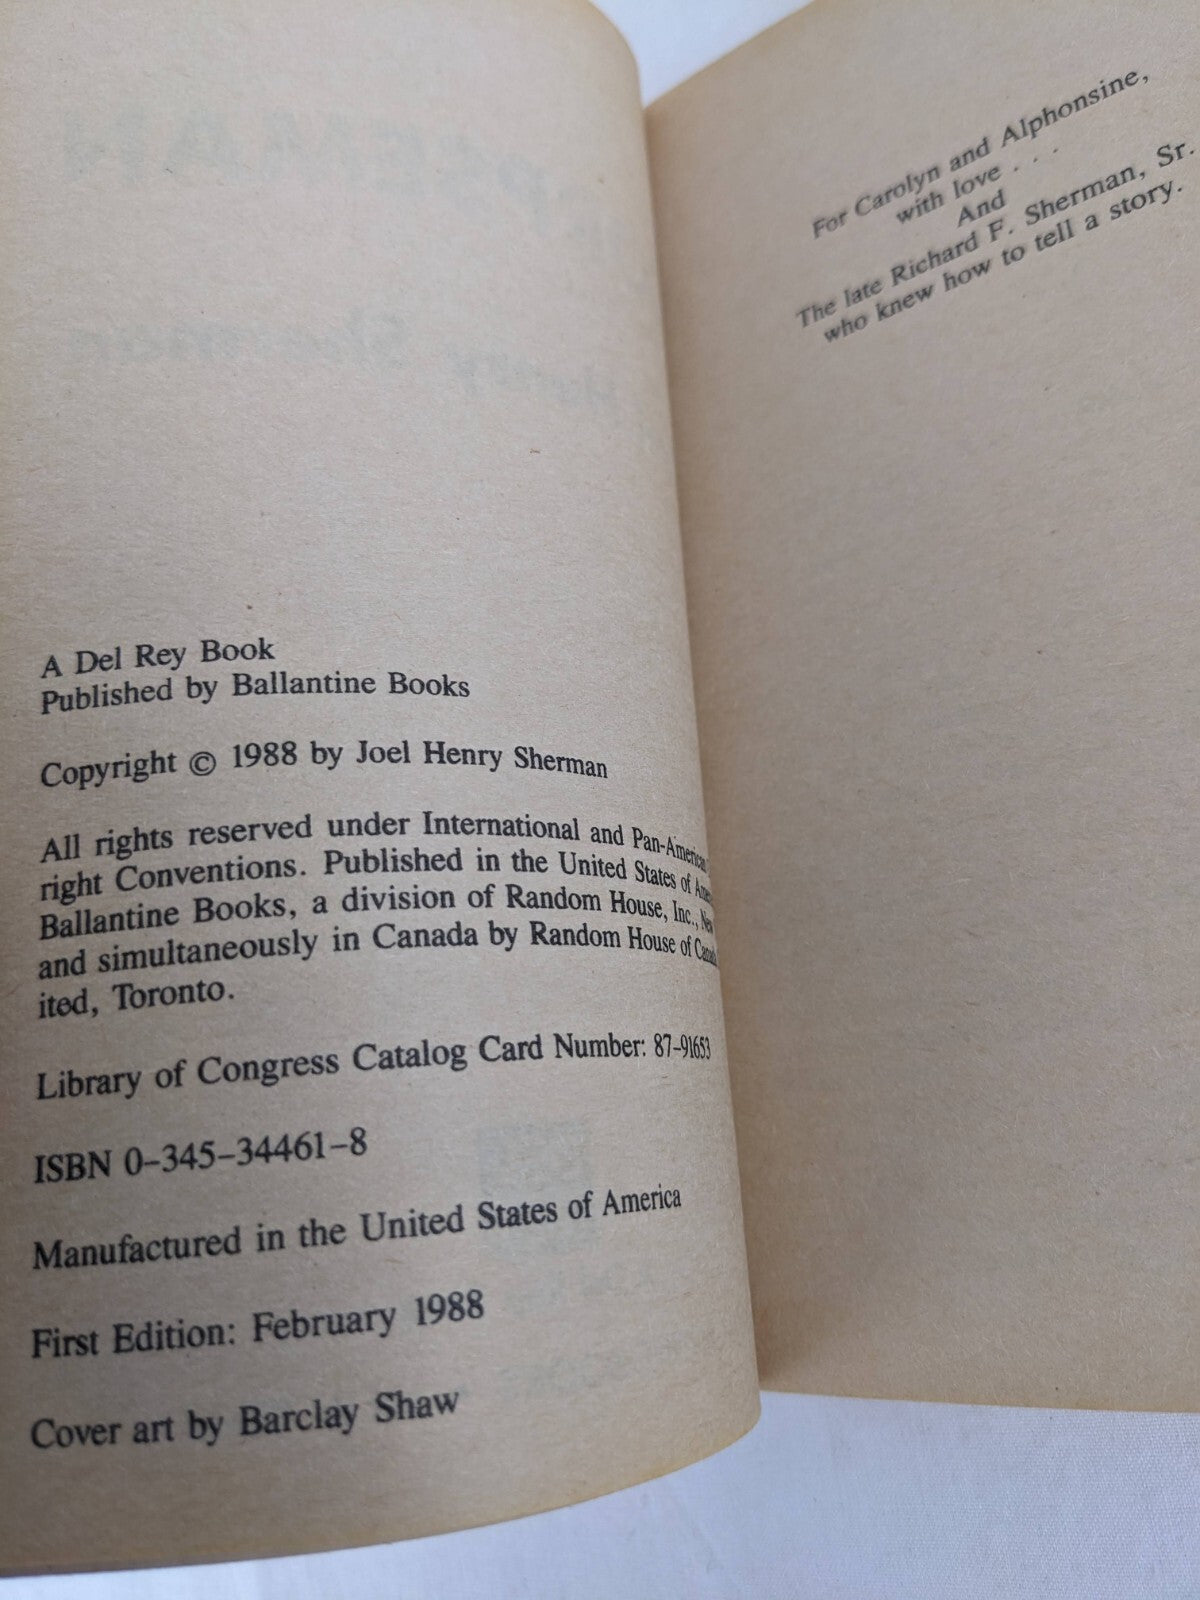 A Del Rey Book
Published by Ballantine Books
Copyright © 1988 by Joel Henry Sherman
All rights reserved under International and Pan-American
right Conventions. Published in the United States of
Ballantine Books, a division of Random House, Inc., New
and simultaneously in Canada by Random House of
ited, Toronto.
Library of Congress Catalog Card Number: 87-91653
ISBN 0-345-34461-8
Manufactured in the United States of America
First Edition: February 1988
Cover art by Barclay Shaw
For Carolyn and Alphonsine,
with love . . .
And
The late Richard F. Sherman, Sr.
who knew how to tell a story.